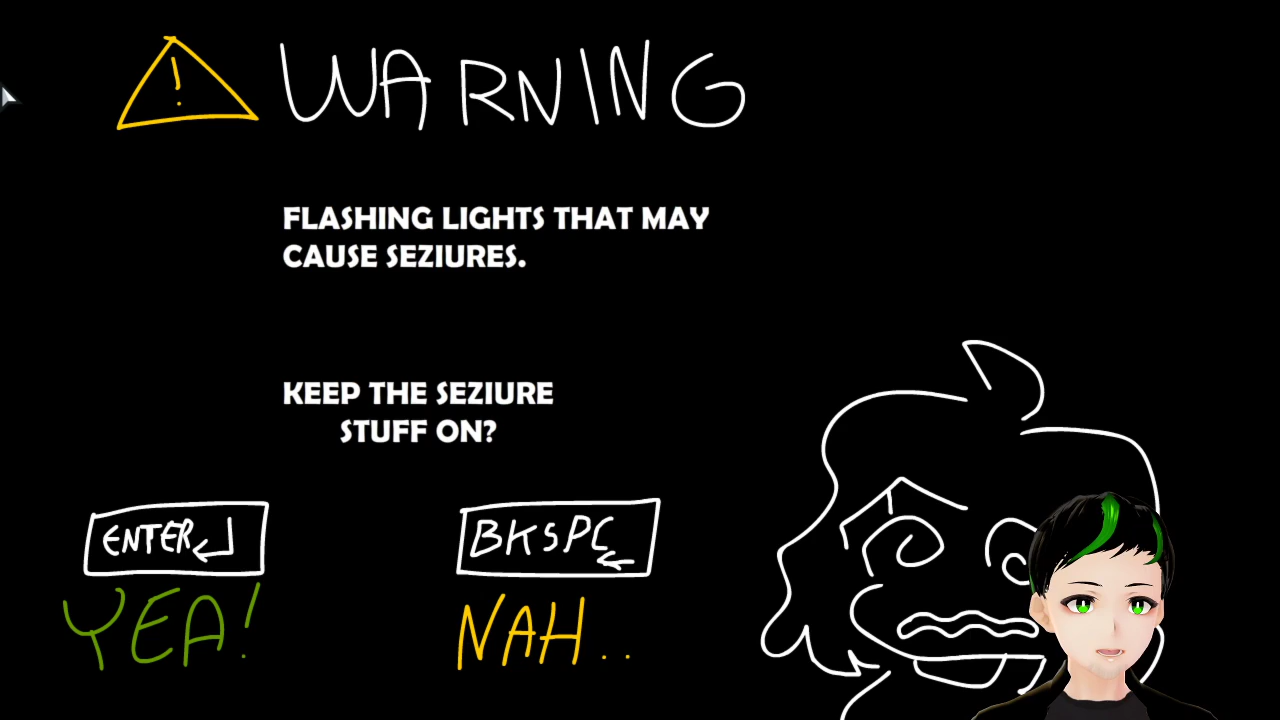 ! WARNING
FLASHING LIGHTS THAT MAY
CAUSE SEZIURES.
KEEP THE SEZIURE
STUFF ON?
ENTER
BKSPC
YEA!
NAH..